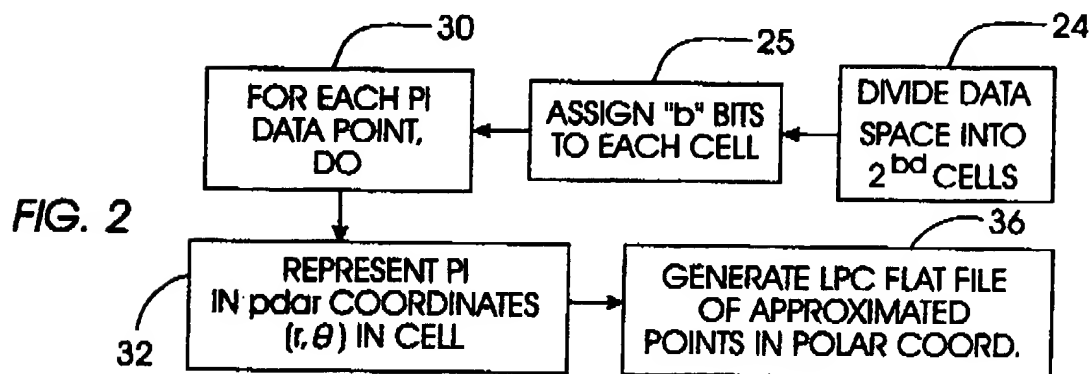 30
25
24
FOR EACH PI
DATA POINT,
DO
ASSIGN "b" BITS
TO EACH CELL
DIVIDE DATA
SPACE INTO
2^bd CELLS
FIG. 2
36
REPRESENT PI
IN pdar COORDINATES
(r, θ) IN CELL
32
GENERATE LPC FLAT FILE
OF APPROXIMATED
POINTS IN POLAR COORD.